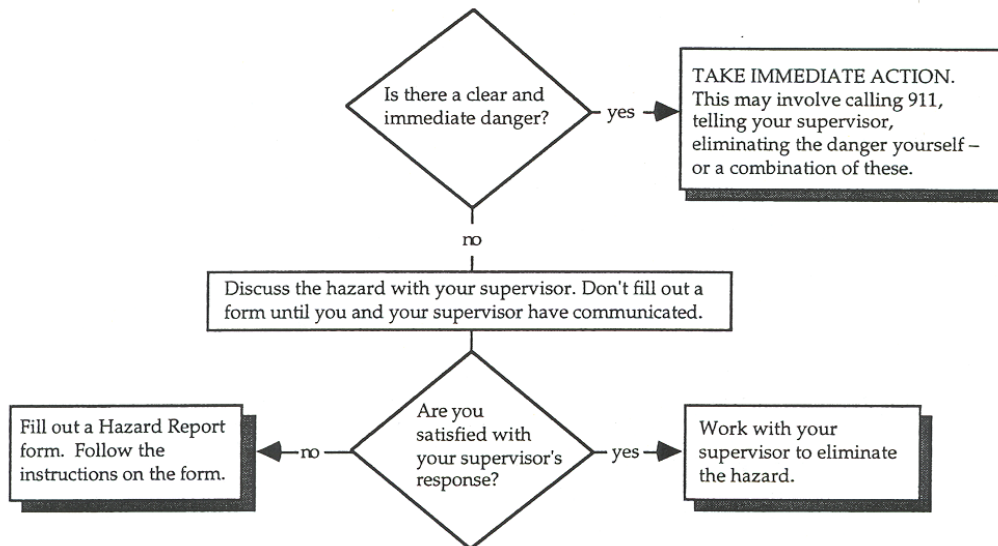 Is there a clear and
immediate danger?
yes
TAKE IMMEDIATE ACTION.
This may involve calling 911,
telling your supervisor,
eliminating the danger yourself –
or a combination of these.
no
Discuss the hazard with your supervisor. Don't fill out a
form until you and your supervisor have communicated.
Are you
satisfied with
your supervisor's
response?
no
Fill out a Hazard Report
form. Follow the
instructions on the form.
yes
Work with your
supervisor to eliminate
the hazard.